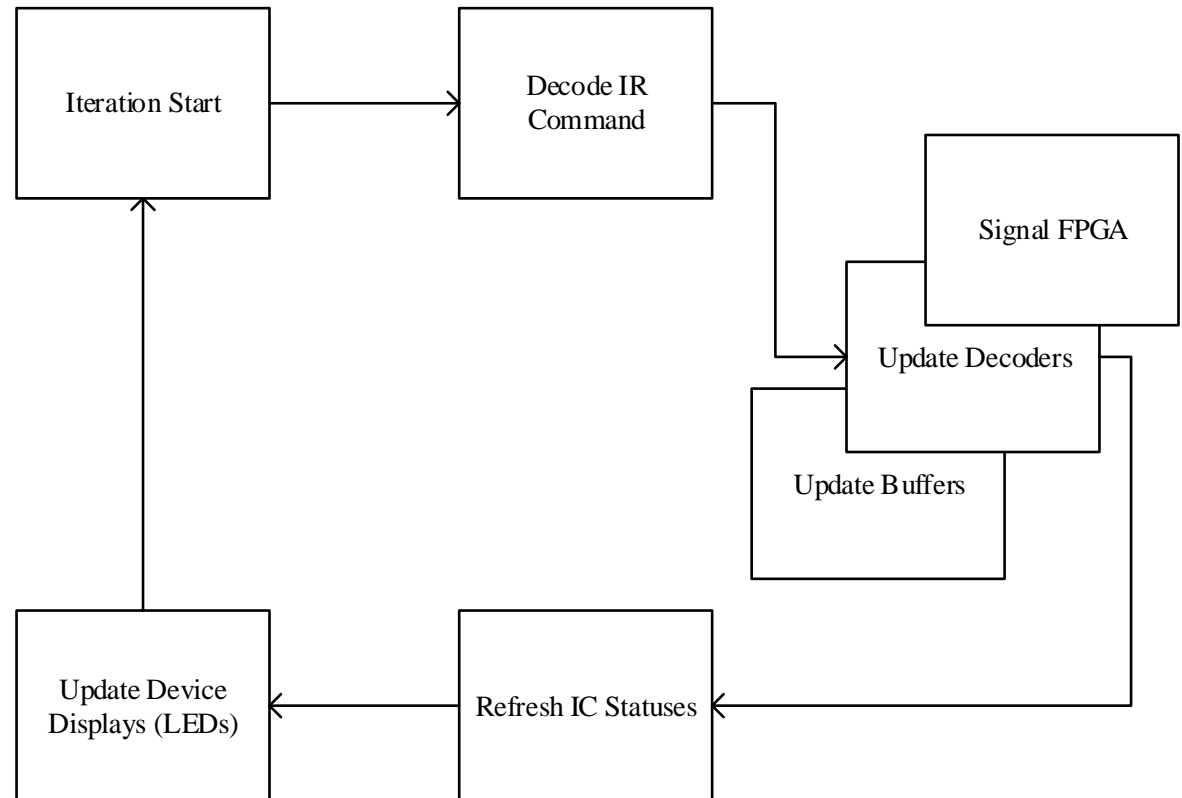 Iteration Start
Decode IR
Command
Signal FPGA
Update Decoders
Update Buffers
Refresh IC Statuses
Update Device
Displays (LEDs)